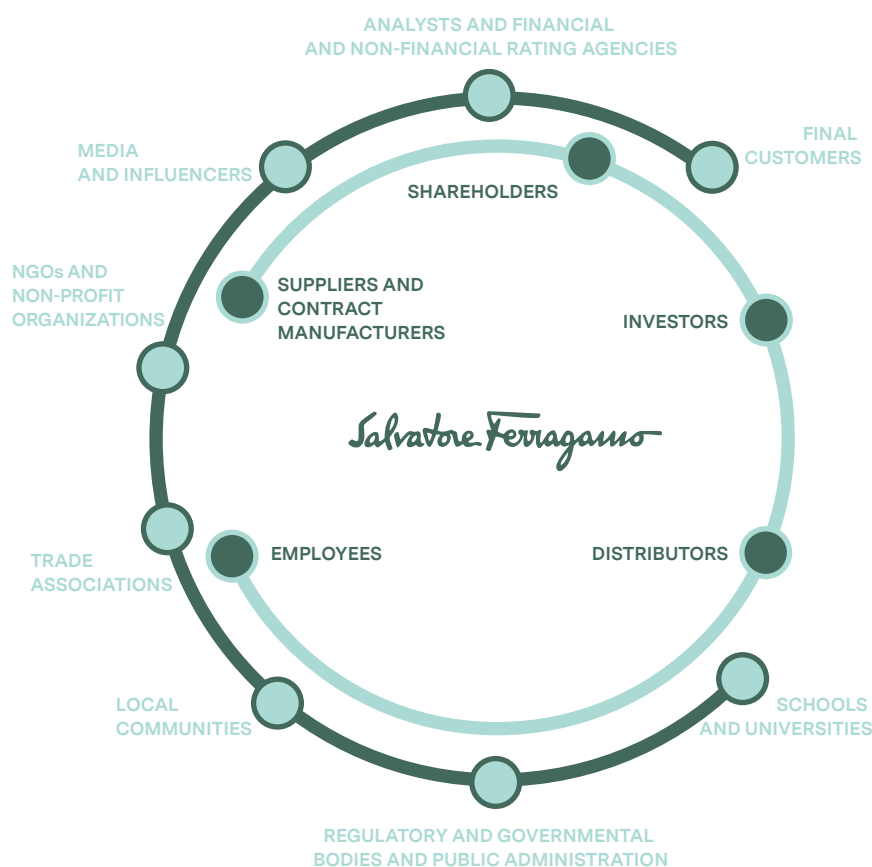 ANALYSTS AND FINANCIAL
AND NON-FINANCIAL RATING AGENCIES
FINAL
CUSTOMERS
MEDIA
AND INFLUENCERS
SHAREHOLDERS
NGOs AND
NON-PROFIT
ORGANIZATIONS
SUPPLIERS AND
CONTRACT
MANUFACTURERS
INVESTORS
Salvatore Ferragamo
EMPLOYEES
DISTRIBUTORS
TRADE
ASSOCIATIONS
LOCAL
COMMUNITIES
SCHOOLS
AND UNIVERSITIES
REGULATORY AND GOVERNMENTAL
BODIES AND PUBLIC ADMINISTRATION